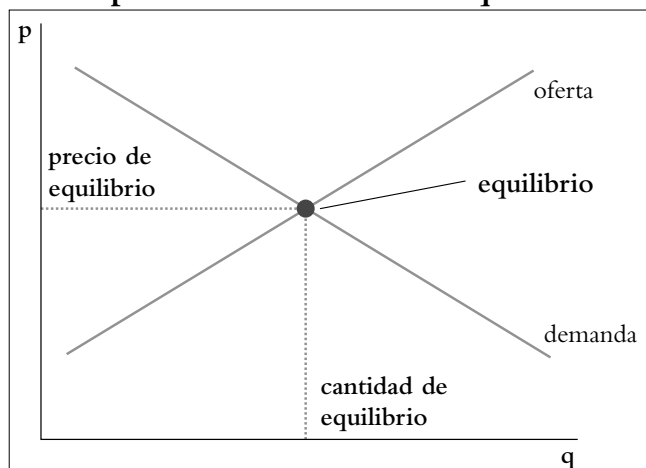 p
oferta
precio de
equilibrio
equilibrio
demanda
cantidad de
equilibrio
q